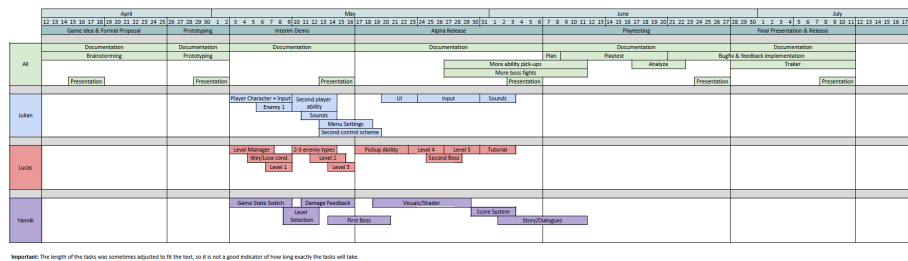 April May June July
12 13 14 15 16 17 18 19 20 21 22 23 24 25 26 27 28 29 30 1 2 3 4 5 6 7 8 9 10 11 12 13 14 15 16 17 18 19 20 21 22 23 24 25 26 27 28 29 30 31 1 2 3 4 5 6 7 8 9 10 11 12 13 14 15 16 17 18 19 20 21 22 23 24 25 26 27 28 29 30 1 2 3 4 5 6 7 8 9 10 11 12 13 14 15 16 17
Game Idea & Formal Proposal Prototyping Interim Demo Alpha Release Playtesting Final Presentation & Release
All
Documentation Documentation Documentation Documentation Documentation Documentation
Brainstorming Prototyping Plan Playtest Bugfix & feedback implementation
More ability pick-ups Analyze Trailer
More boss fights
Presentation Presentation Presentation Presentation Presentation Presentation
Julian
Player Character + Input Second player ability UI Input Sounds
Enemy 1
Sounds
Menu Settings
Second control scheme
Lucas
Level Manager 2-3 enemy types Pickup Ability Level 4 Level 5 Tutorial
Win/Lose cond. Level 2 Second Boss
Level 1 Level 3
Yannik
Game State Switch Damage Feedback Visuals/Shader
Level Selection Score System
First Boss Story/Dialogues
Important: The length of the tasks was sometimes adjusted to fit the text, so it is not a good indicator of how long exactly the tasks will take.